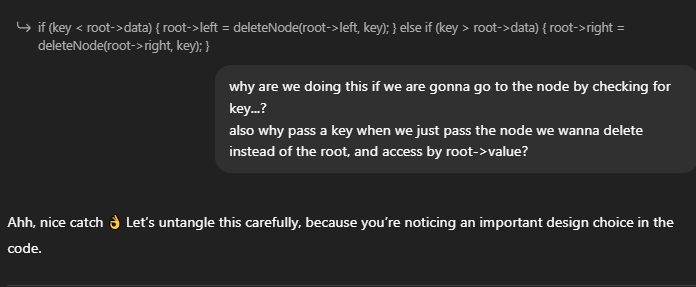 ↪ if (key < root->data) { root->left = deleteNode(root->left, key); } else if (key > root->data) { root->right =
deleteNode(root->right, key); }
why are we doing this if we are gonna go to the node by checking for
key...?
also why pass a key when we just pass the node we wanna delete
instead of the root, and access by root->value?
Ahh, nice catch 👌 Let's untangle this carefully, because you're noticing an important design choice in the
code.